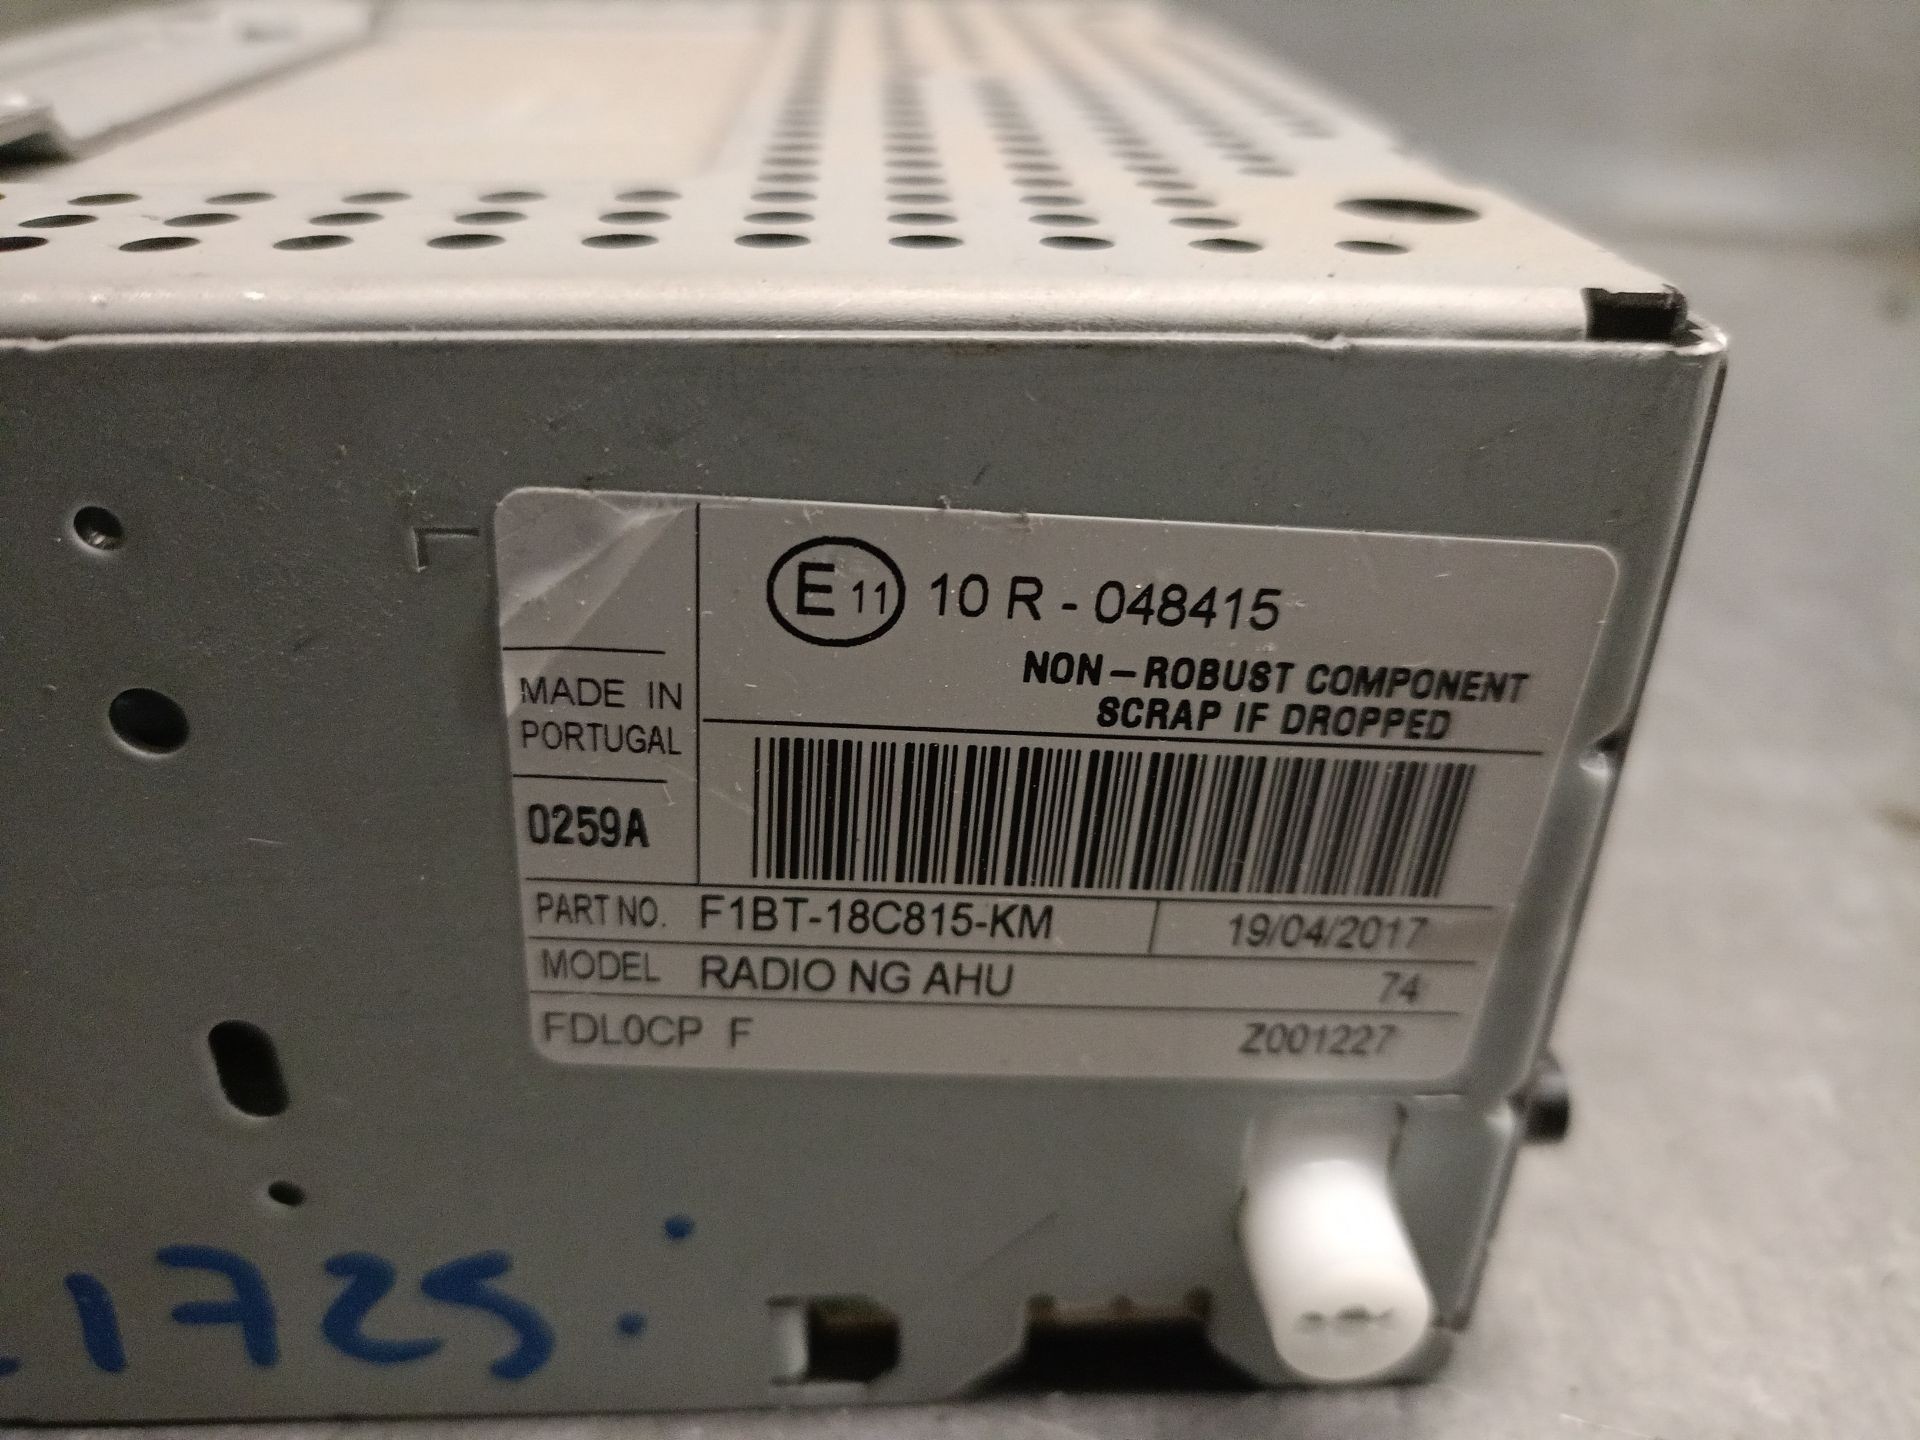 E 11 10 R - 048415
NON-ROBUST COMPONENT
SCRAP IF DROPPED
MADE IN
PORTUGAL
0259A
PART NO. F1BT-18C815-KM 19/04/2017
MODEL RADIO NG AHU 74
FDL0CP F Z001227
1725